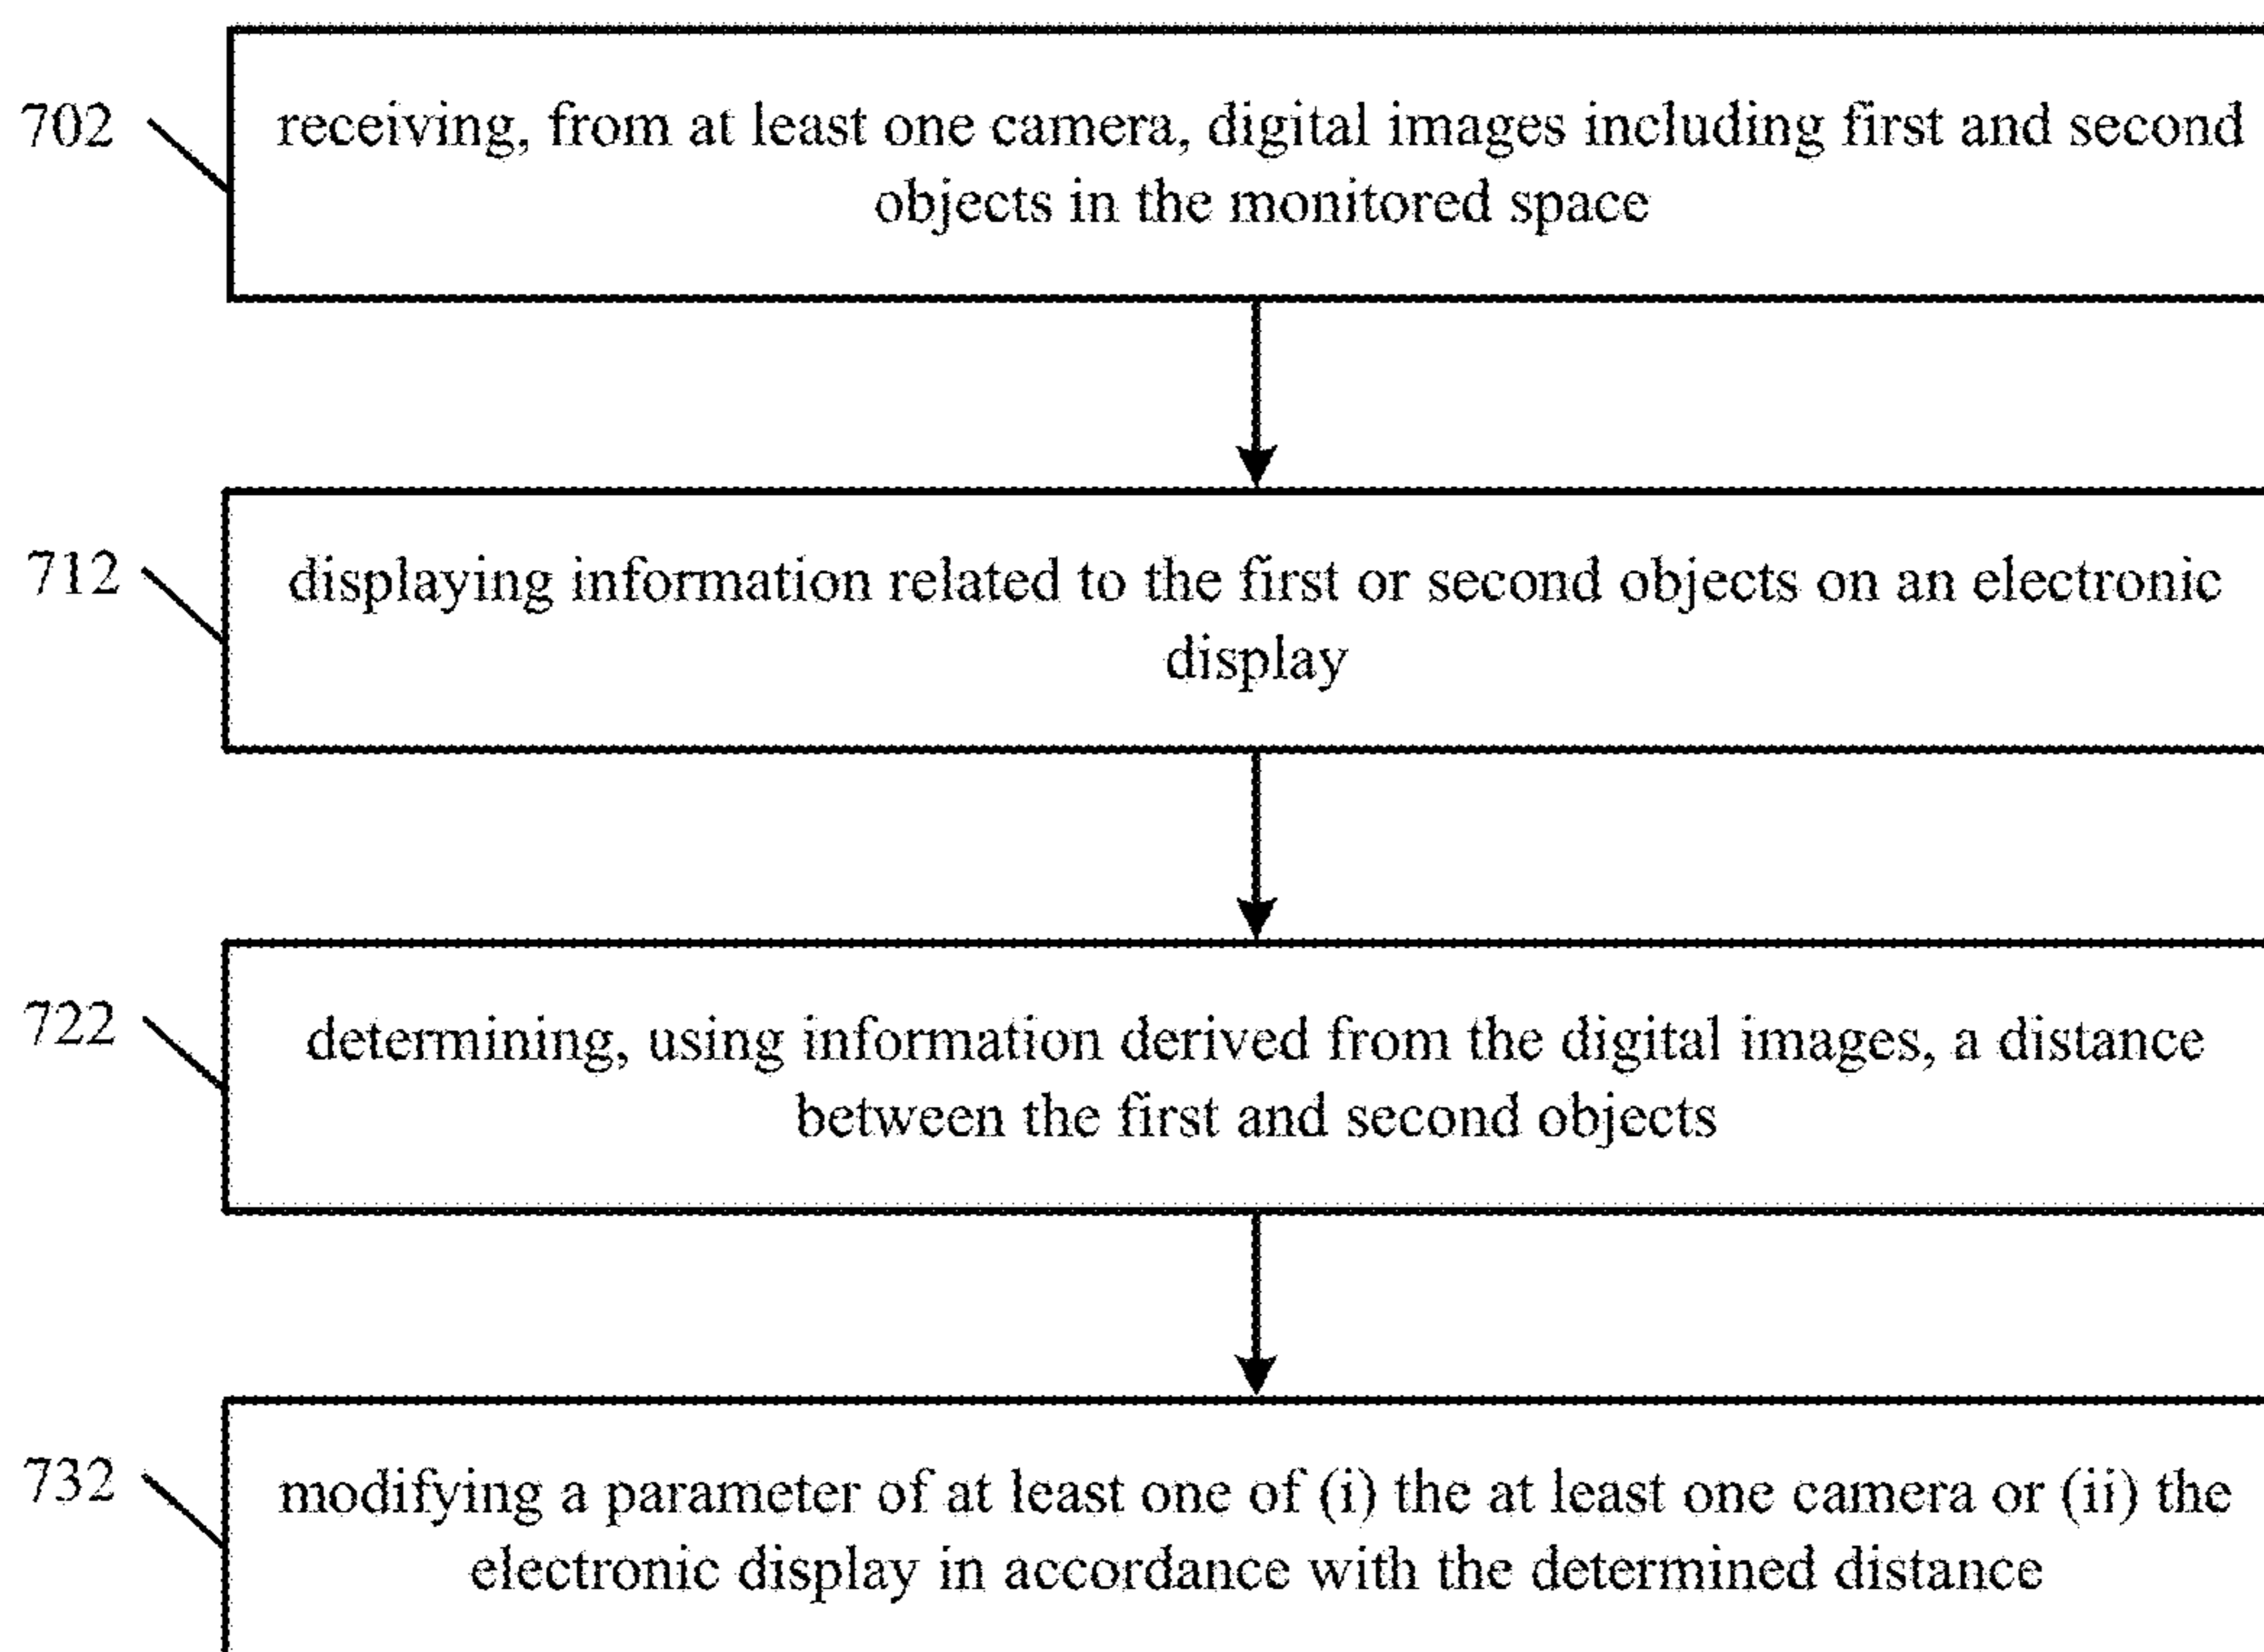 702
receiving, from at least one camera, digital images including first and second
objects in the monitored space
712
displaying information related to the first or second objects on an electronic
display
722
determining, using information derived from the digital images, a distance
between the first and second objects
732
modifying a parameter of at least one of (i) the at least one camera or (ii) the
electronic display in accordance with the determined distance